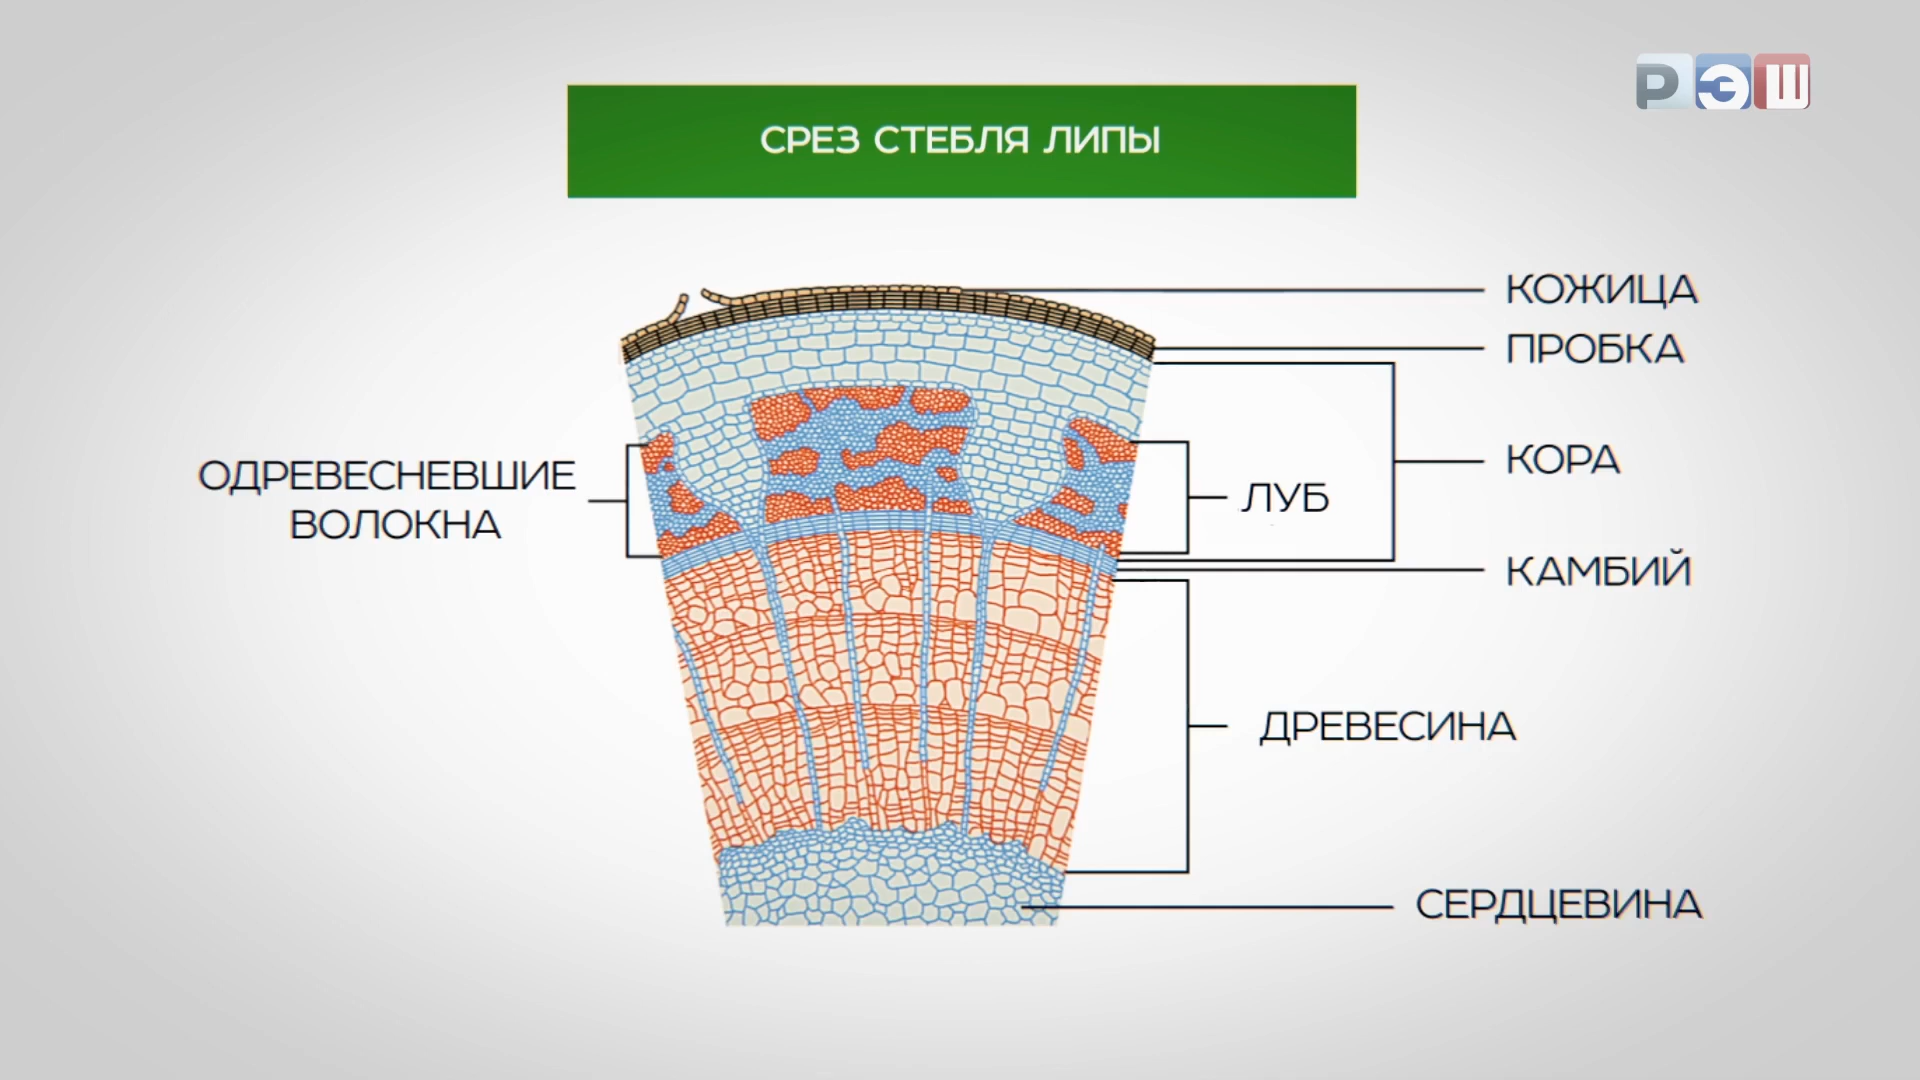 РЭШ
СРЕЗ СТЕБЛЯ ЛИПЫ
КОЖИЦА
ПРОБКА
КОРА
ОДРЕВЕСНЕВШИЕ
ВОЛОКНА
ЛУБ
КАМБИЙ
ДРЕВЕСИНА
СЕРДЦЕВИНА